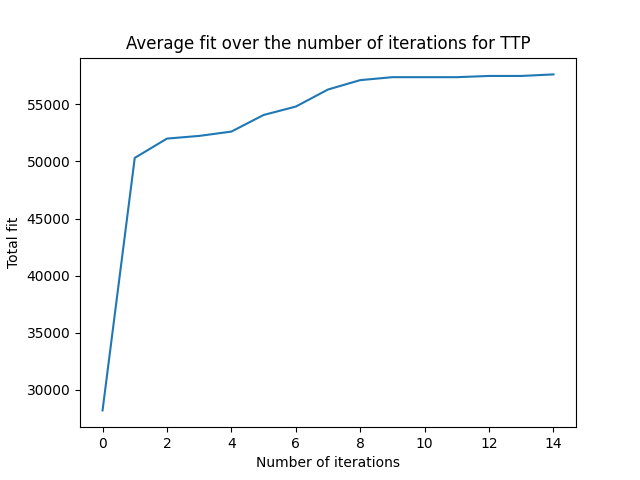 Average fit over the number of iterations for TTP
55000
50000
45000
40000
35000
30000
Total fit
0 2 4 6 8 10 12 14
Number of iterations